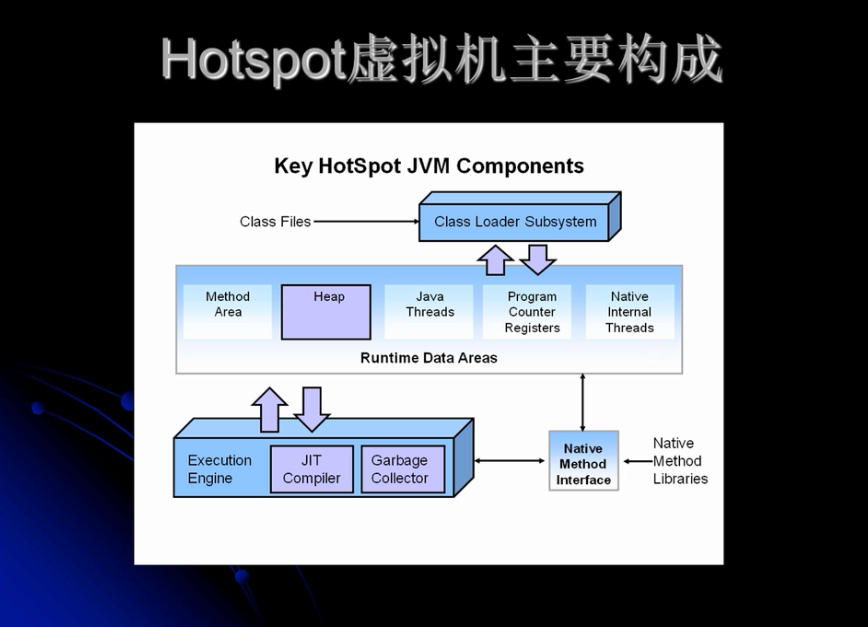 Hotspot虚拟机主要构成
Key HotSpot JVM Components
Class Files
Class Loader Subsystem
Method
Area
Heap
Java
Threads
Program
Counter
Registers
Native
Internal
Threads
Runtime Data Areas
Execution
Engine
JIT
Compiler
Garbage
Collector
Native
Method
Interface
Native
Method
Libraries